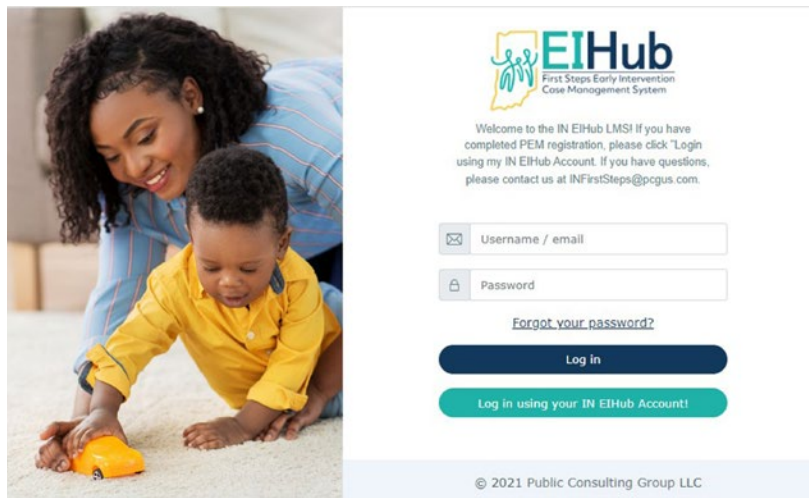 EIHub
First Steps Early Intervention
Case Management System
Welcome to the IN EIHub LMS! If you have
completed PEM registration, please click "Login
using my IN EIHub Account. If you have questions,
please contact us at INFirstSteps@pcgus.com.
Username / email
Password
Forgot your password?
Log in
Log in using your IN EIHub Account!
© 2021 Public Consulting Group LLC